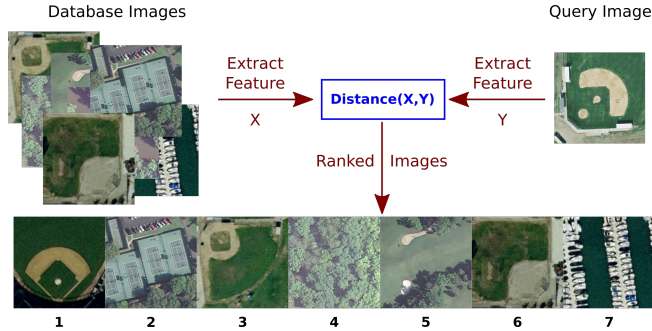 Database Images
Query Image
Extract
Feature
X
Distance(X,Y)
Extract
Feature
Y
Ranked Images
1 2 3 4 5 6 7